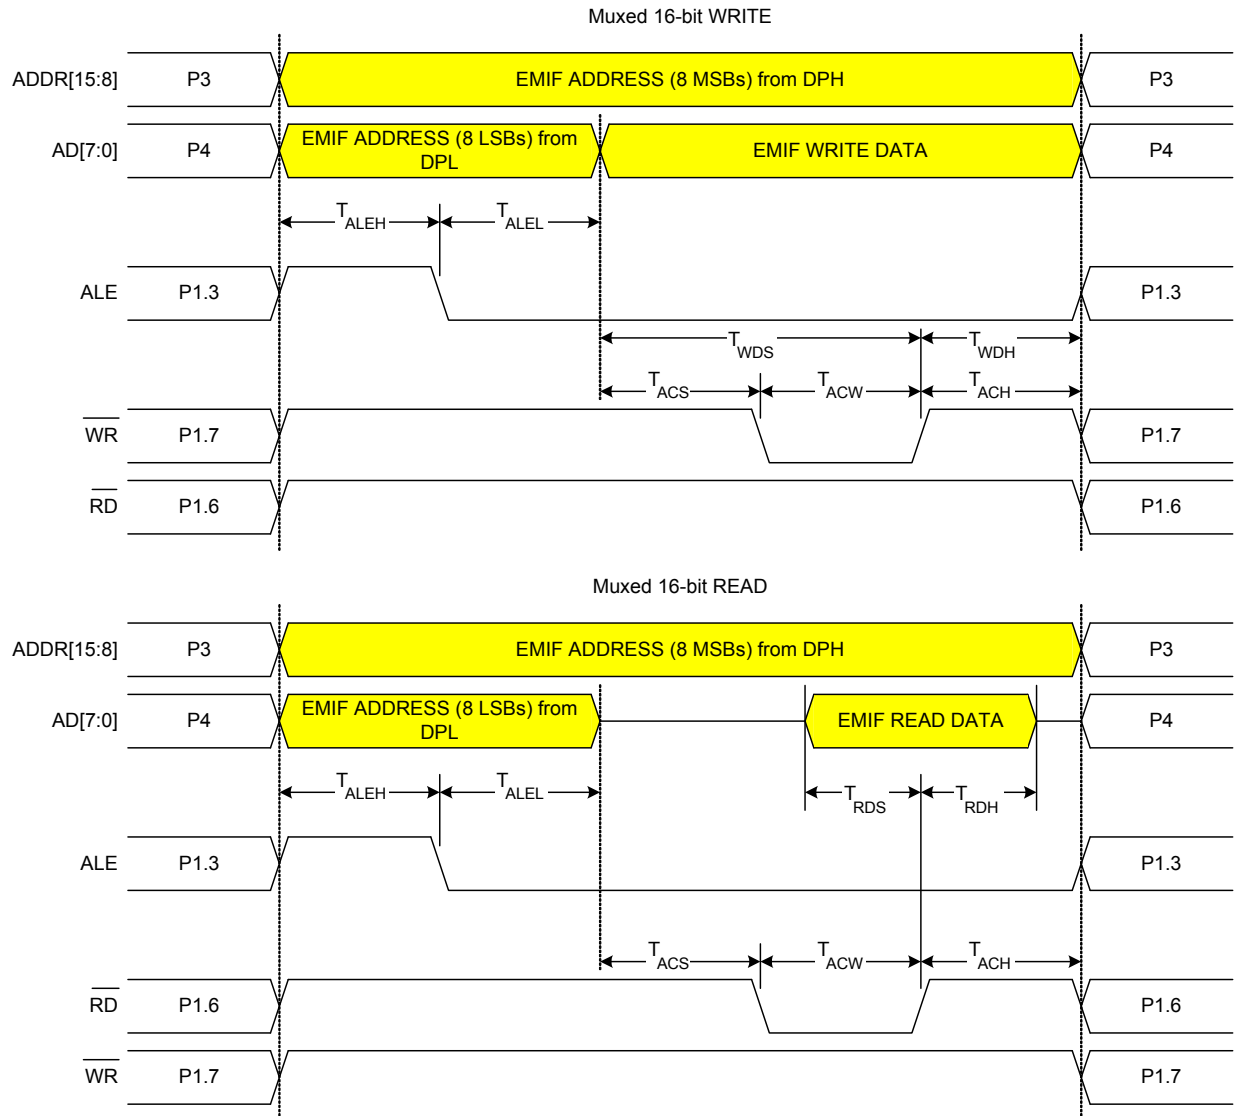 Muxed 16-bit WRITE
ADDR[15:8] P3 EMIF ADDRESS (8 MSBs) from DPH P3
AD[7:0] P4 EMIF ADDRESS (8 LSBs) from
DPL EMIF WRITE DATA P4
TALEH TALEL
ALE P1.3 P1.3
TWDS TWDH
TACS TACW TACH
WR P1.7 P1.7
RD P1.6 P1.6
Muxed 16-bit READ
ADDR[15:8] P3 EMIF ADDRESS (8 MSBs) from DPH P3
AD[7:0] P4 EMIF ADDRESS (8 LSBs) from
DPL EMIF READ DATA P4
TALEH TALEL TRDS TRDH
ALE P1.3 P1.3
TACS TACW TACH
RD P1.6 P1.6
WR P1.7 P1.7